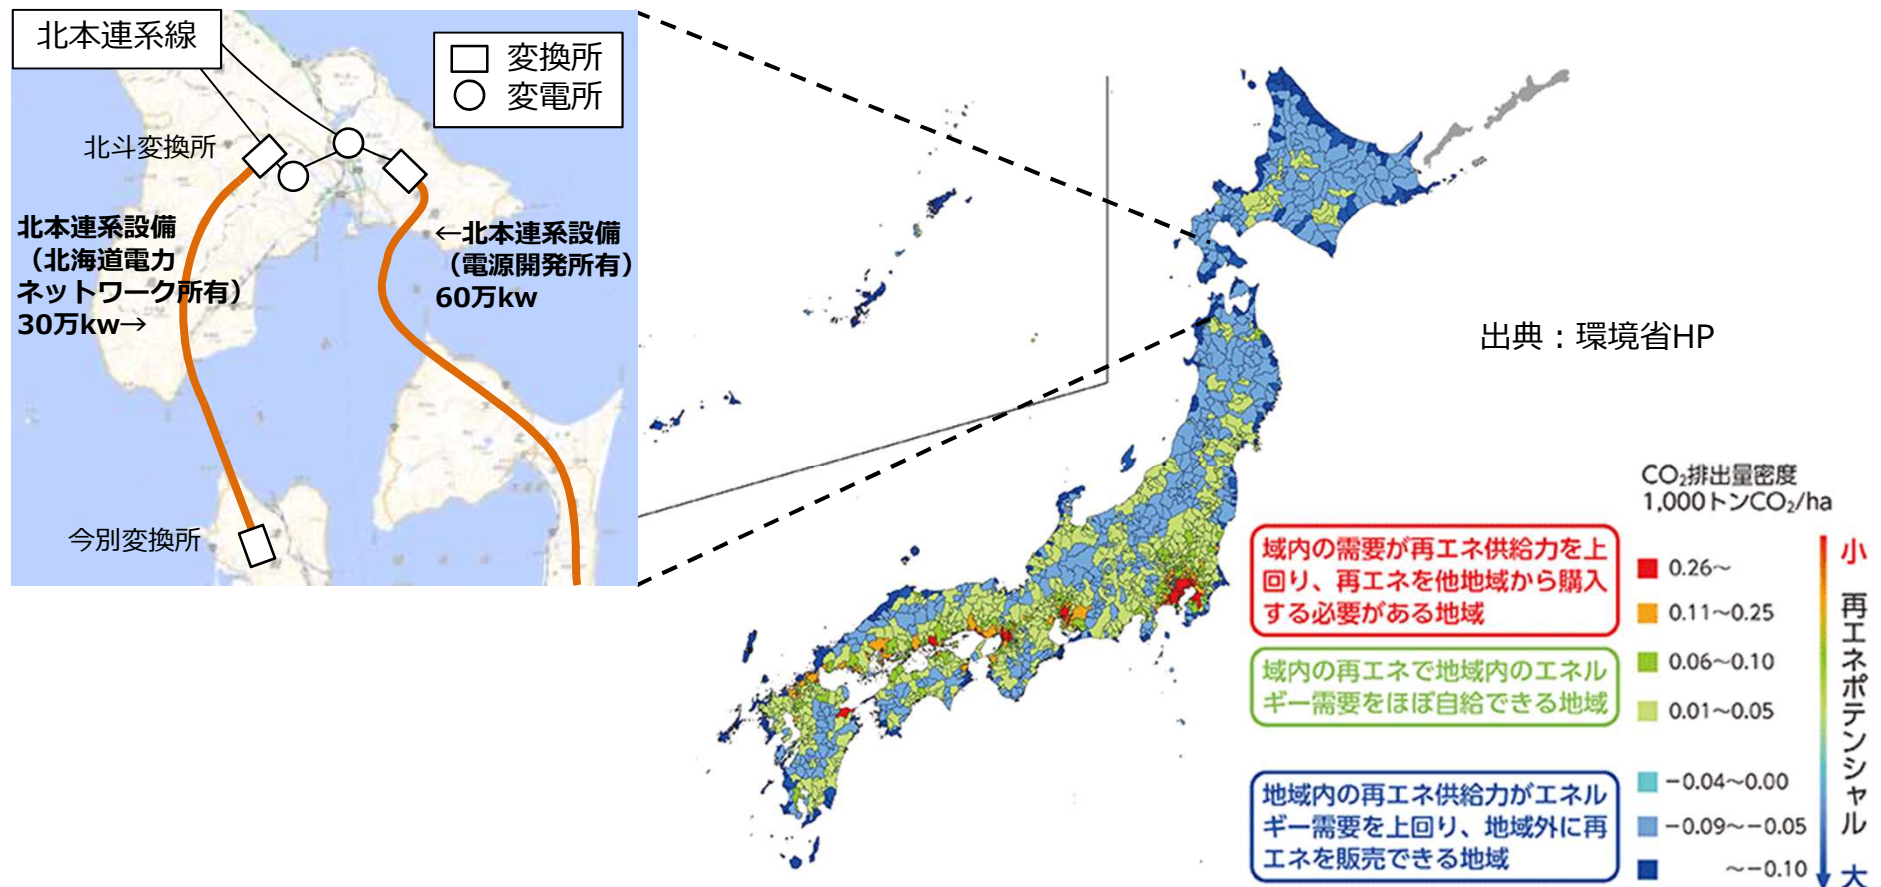 北本連系線
変換所
変電所
北斗変換所
北本連系設備
（北海道電力
ネットワーク所有）
30万kw→
←北本連系設備
（電源開発所有）
60万kw
今別変換所
出典：環境省HP
CO₂排出量密度
1,000トンCO₂/ha
域内の需要が再エネ供給力を上
回り、再エネを他地域から購入
する必要がある地域
域内の再エネで地域内のエネル
ギー需要をほぼ自給できる地域
地域内の再エネ供給力がエネル
ギー需要を上回り、地域外に再
エネを販売できる地域
0.26～
0.11～0.25
0.06～0.10
0.01～0.05
－0.04～0.00
－0.09～－0.05
～－0.10
小
再エネポテンシャル
大